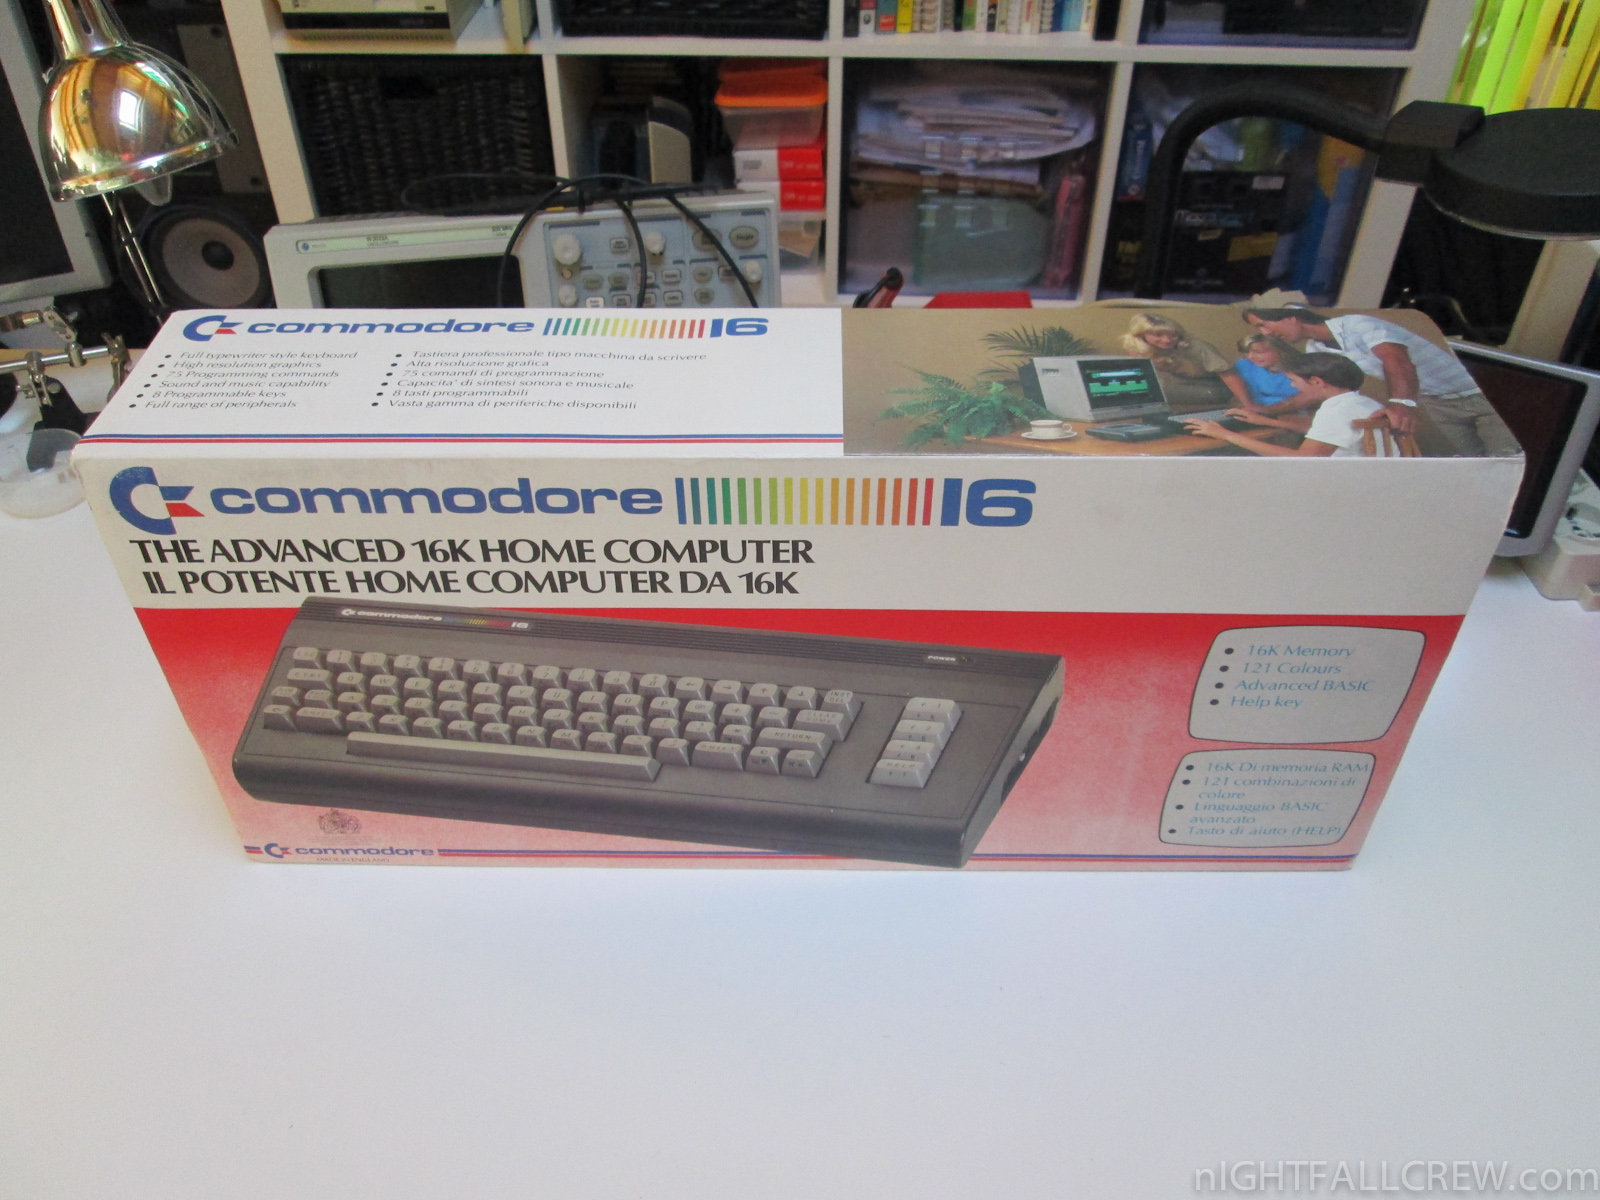 commodore 16
Full typewriter style keyboard
High resolution graphics
75 Programming commands
Sound and music capability
8 Programmable keys
Full range of peripherals
Tastiera professionale tipo macchina da scrivere
Alta risoluzione grafica
75 comandi di programmazione
Capacita' di sintesi sonora e musicale
8 tasti programmabili
Vasta gamma di periferiche disponibili
commodore 16
THE ADVANCED 16K HOME COMPUTER
IL POTENTE HOME COMPUTER DA 16K
commodore 16
POWER
16K Memory
121 Colours
Advanced BASIC
Help key
16K Di memoria RAM
121 combinazioni di
colore
Linguaggio BASIC
avanzato
Tasto di aiuto (HELP)
commodore
MADE IN ENGLAND
nIGHTFALLCREW.com